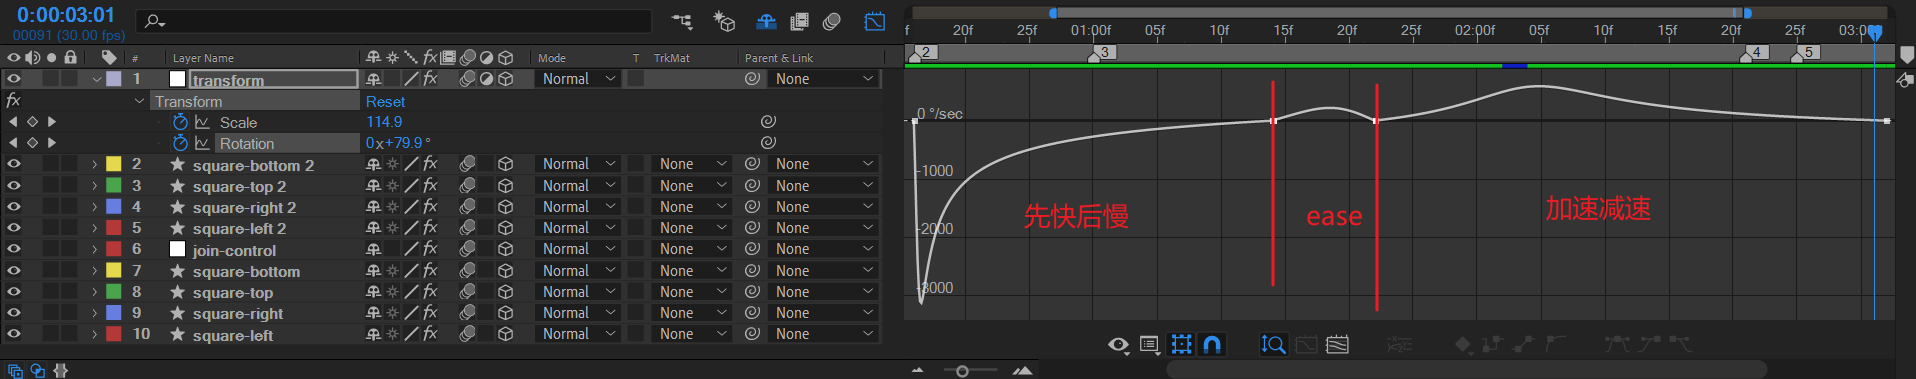 0:00:03:01
00091 (30.00 fps)
# Layer Name Mode T TrkMat Parent & Link
1 transform Normal None
Transform Reset
Scale 114.9
Rotation 0x+79.9°
2 square-bottom 2 Normal None None
3 square-top 2 Normal None None
4 square-right 2 Normal None None
5 square-left 2 Normal None None
6 join-control Normal None None
7 square-bottom Normal None None
8 square-top Normal None None
9 square-right Normal None None
10 square-left Normal None None
f 20f 01:00f 05f 10f 15f 20f 25f 02:00f 05f 10f 15f 20f 25f 03:0
2 3 4 5
0 °/sec
-1000
-2000
-3000
先快后慢
ease
加速减速